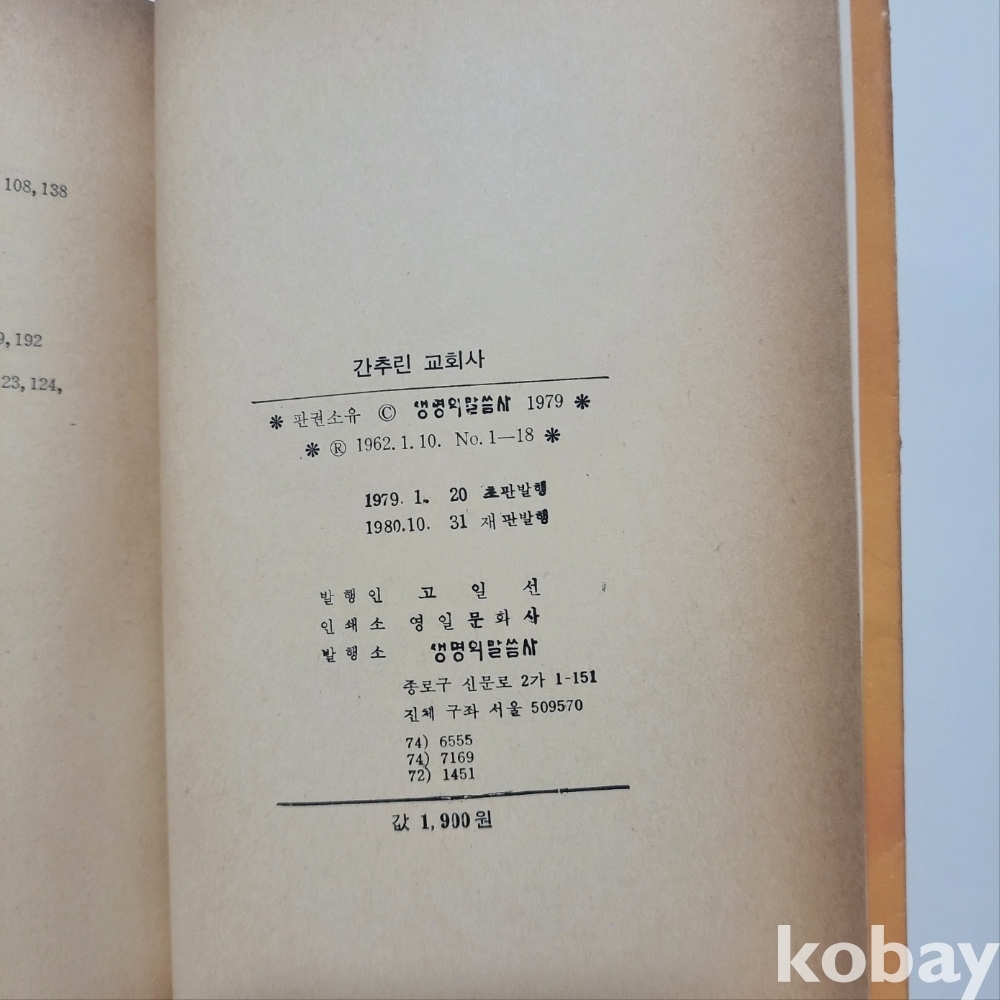 108, 138
9, 192
23, 124,
간추린 교회사
* 판권소유 © 생명의말씀사 1979 *
* ® 1962. 1. 10. No. 1—18 *
1979. 1. 20 초판발행
1980. 10. 31 재판발행
발행인 고일선
인쇄소 영일문화사
발행소 생명의말씀사
종로구 신문로 2가 1-151
진체 구좌 서울 509570
74) 6555
74) 7169
72) 1451
값 1,900원
kobay